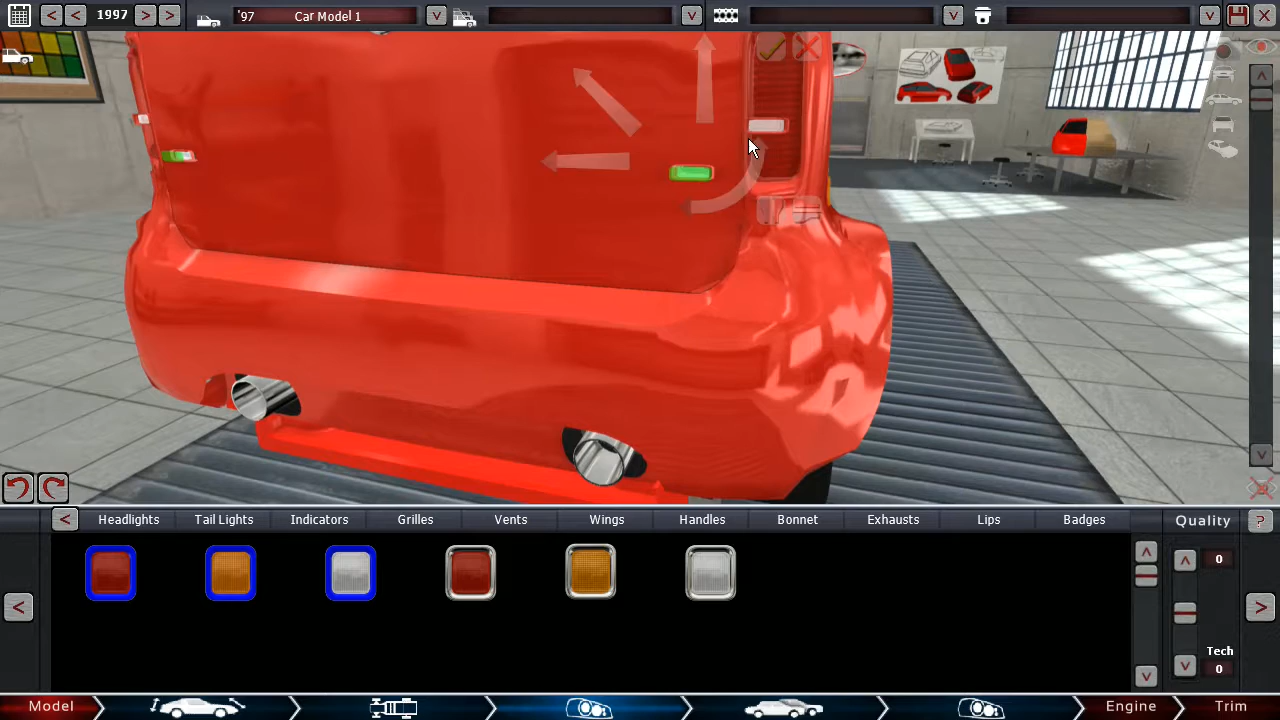 1997 '97 Car Model 1
Headlights Tail Lights Indicators Grilles Vents Wings Handles Bonnet Exhausts Lips Badges Quality ?
0
Tech
0
Model Engine Trim